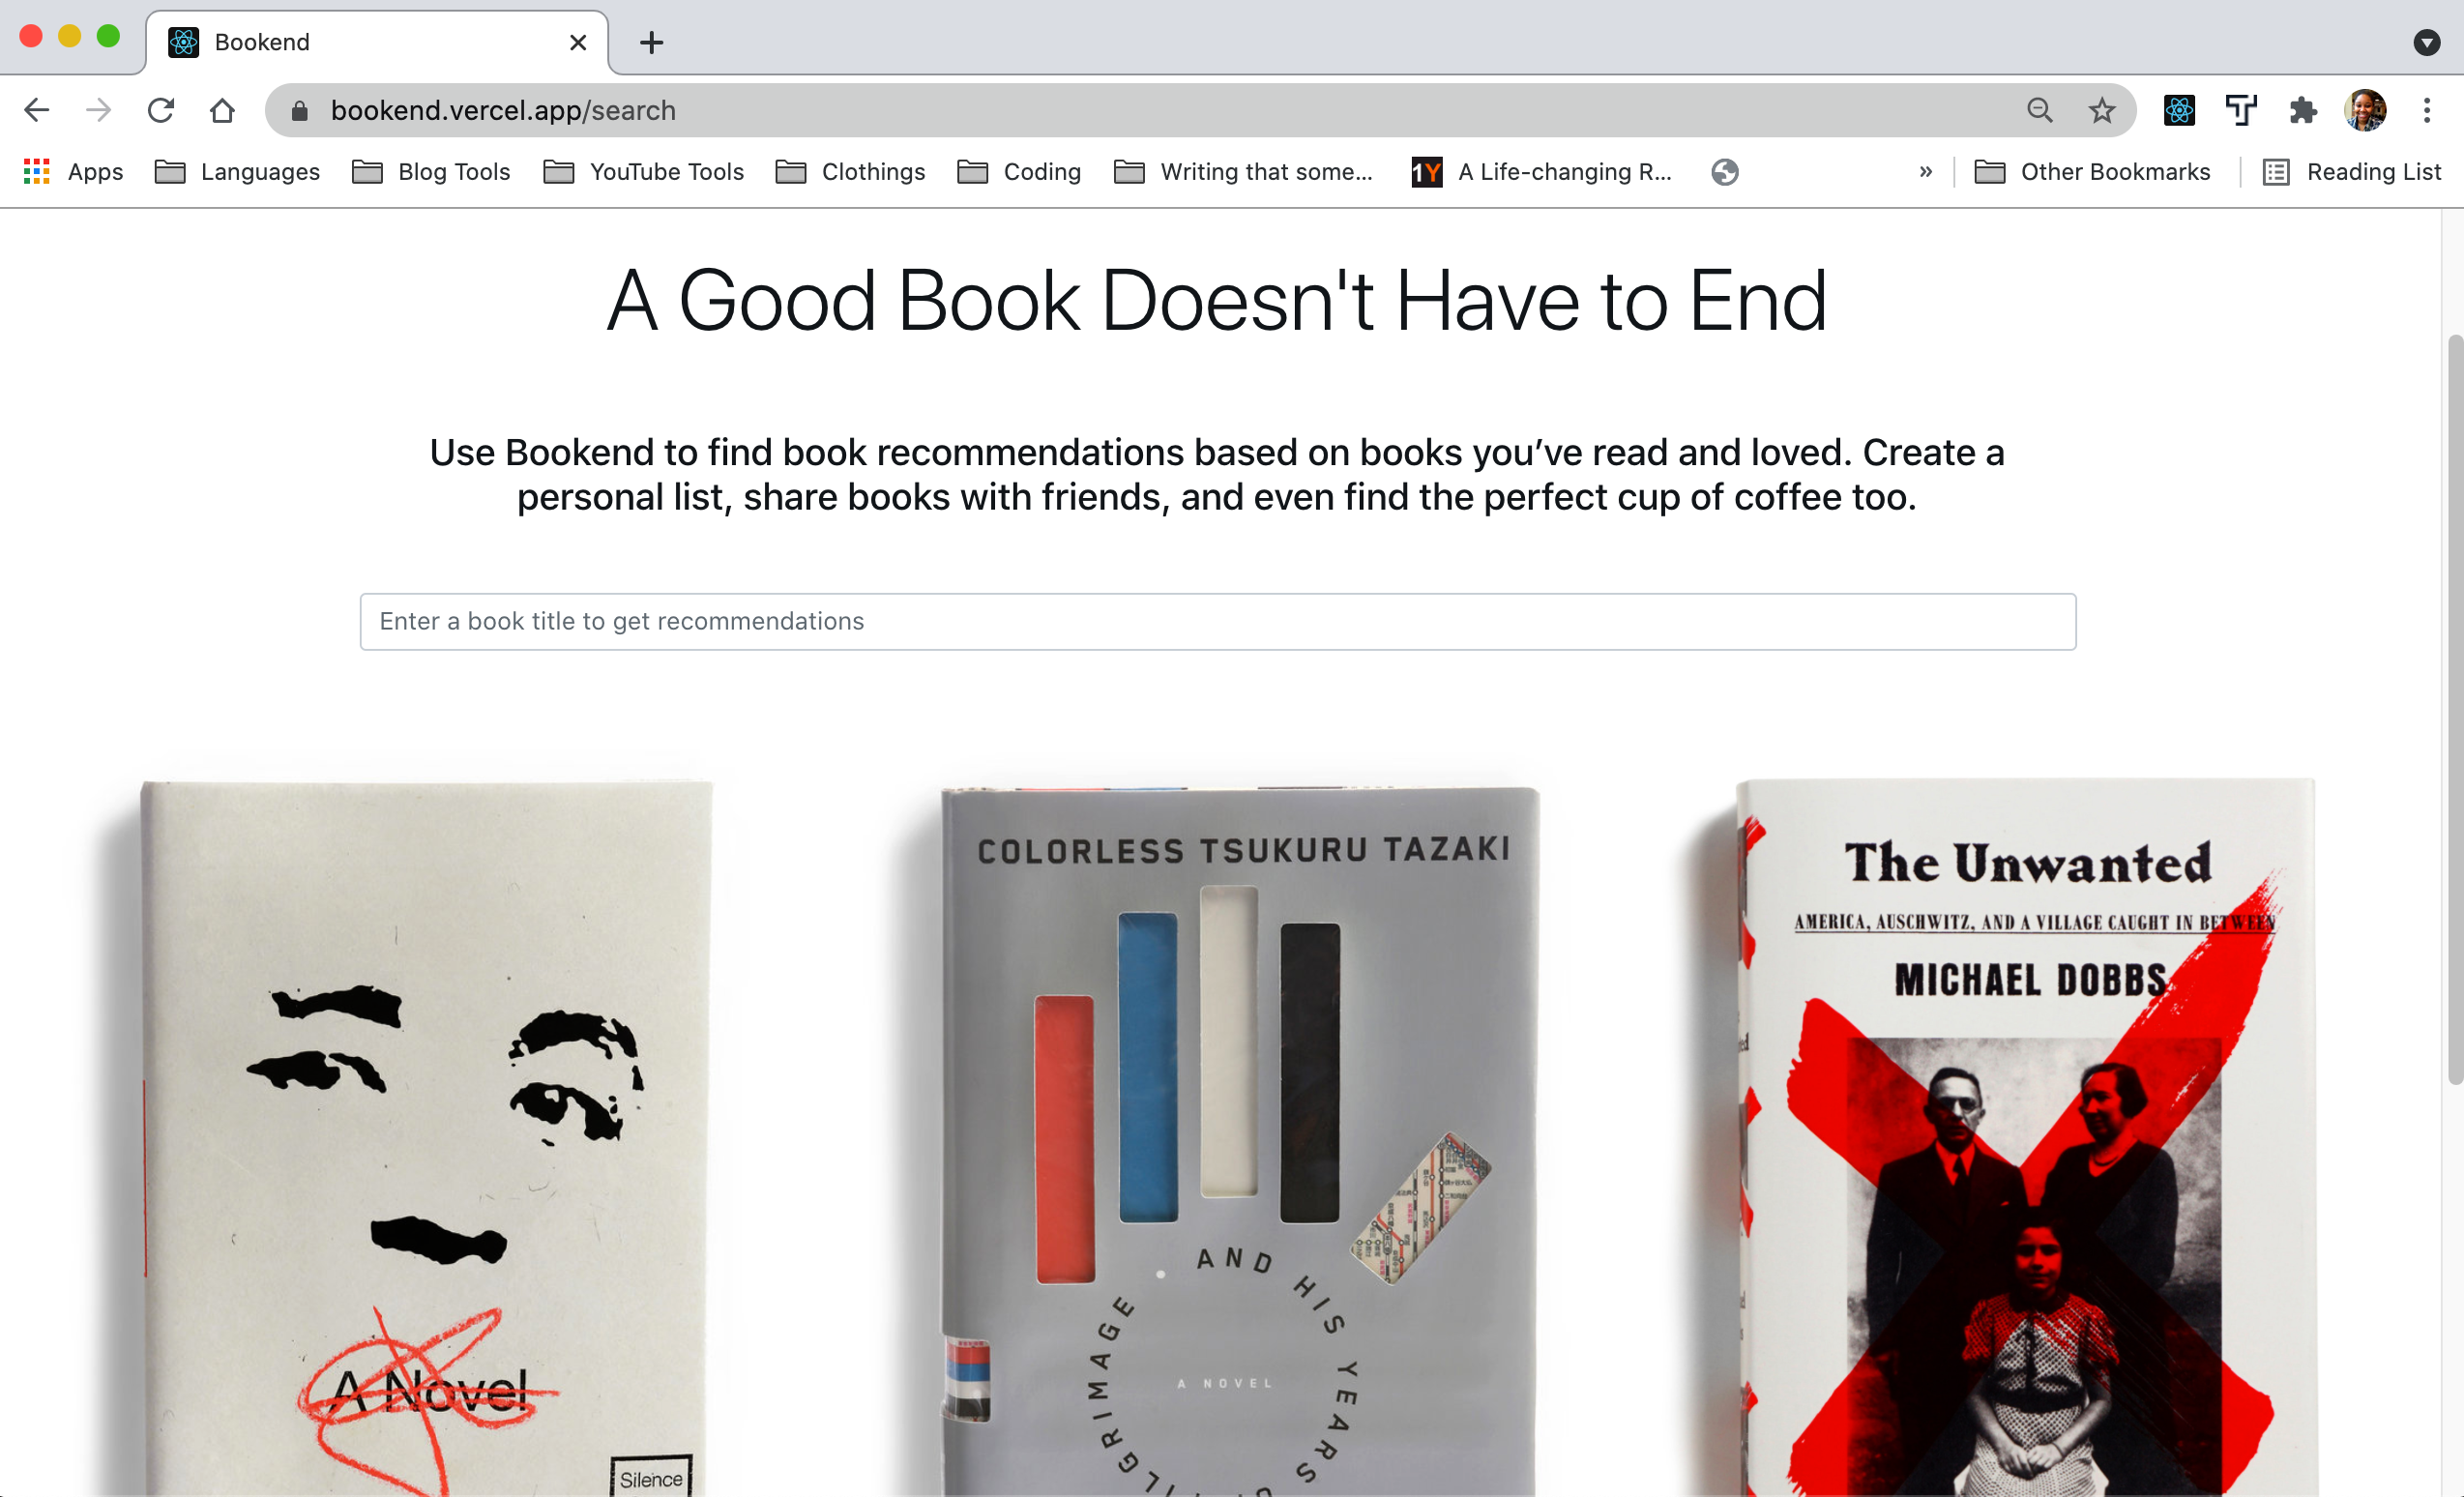 Bookend
bookend.vercel.app/search
Apps
Languages
Blog Tools
YouTube Tools
Clothings
Coding
Writing that some...
1Y A Life-changing R...
»
Other Bookmarks
Reading List
A Good Book Doesn't Have to End
Use Bookend to find book recommendations based on books you’ve read and loved. Create a
personal list, share books with friends, and even find the perfect cup of coffee too.
Enter a book title to get recommendations
A Novel
Silence
COLORLESS TSUKURU TAZAKI
AND HIS YEARS
PILGRIMAGE
A NOVEL
The Unwanted
AMERICA, AUSCHWITZ, AND A VILLAGE CAUGHT IN BETWEEN
MICHAEL DOBBS